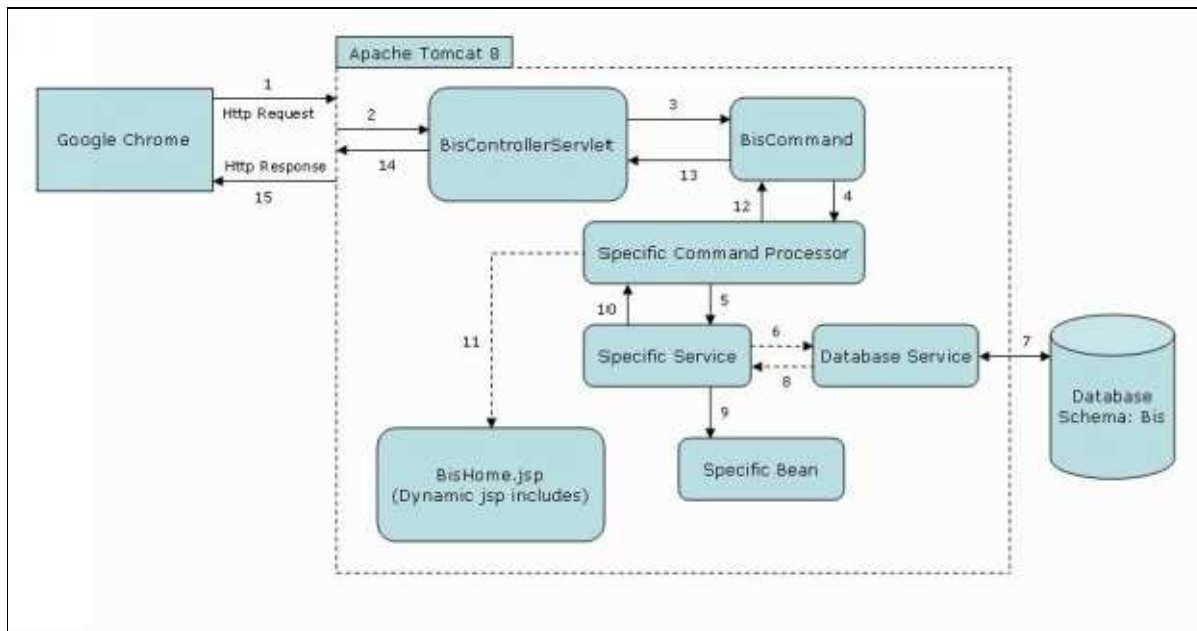 Apache Tomcat 8
1
Http Request
2
3
Google Chrome
BisControllerServlet
BisCommand
Http Response
14
13
15
12
4
Specific Command Processor
10
5
11
6
7
Specific Service
Database Service
8
9
Database
Schema: Bis
BisHome.jsp
(Dynamic jsp includes)
Specific Bean